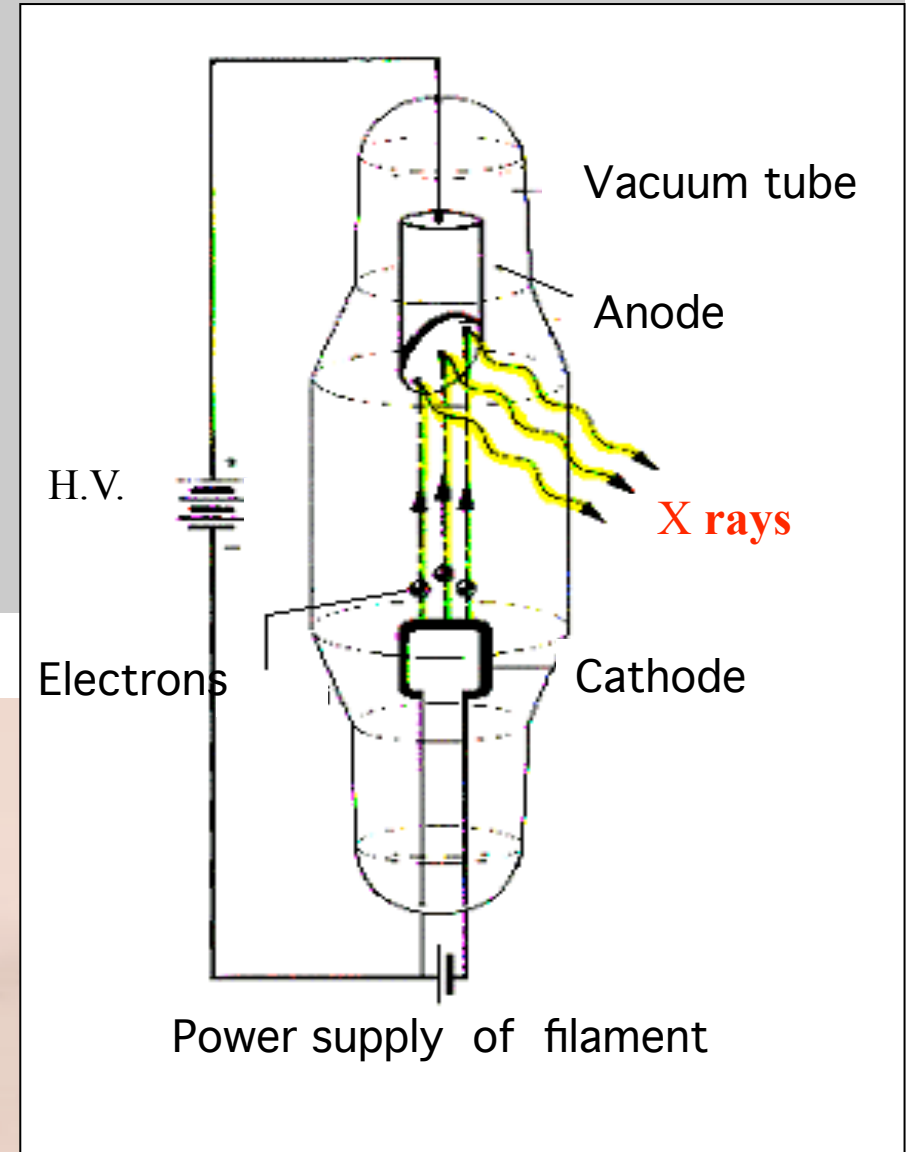 Vacuum tube
Anode
H.V.
+
X rays
−
Electrons
Cathode
Power supply of filament